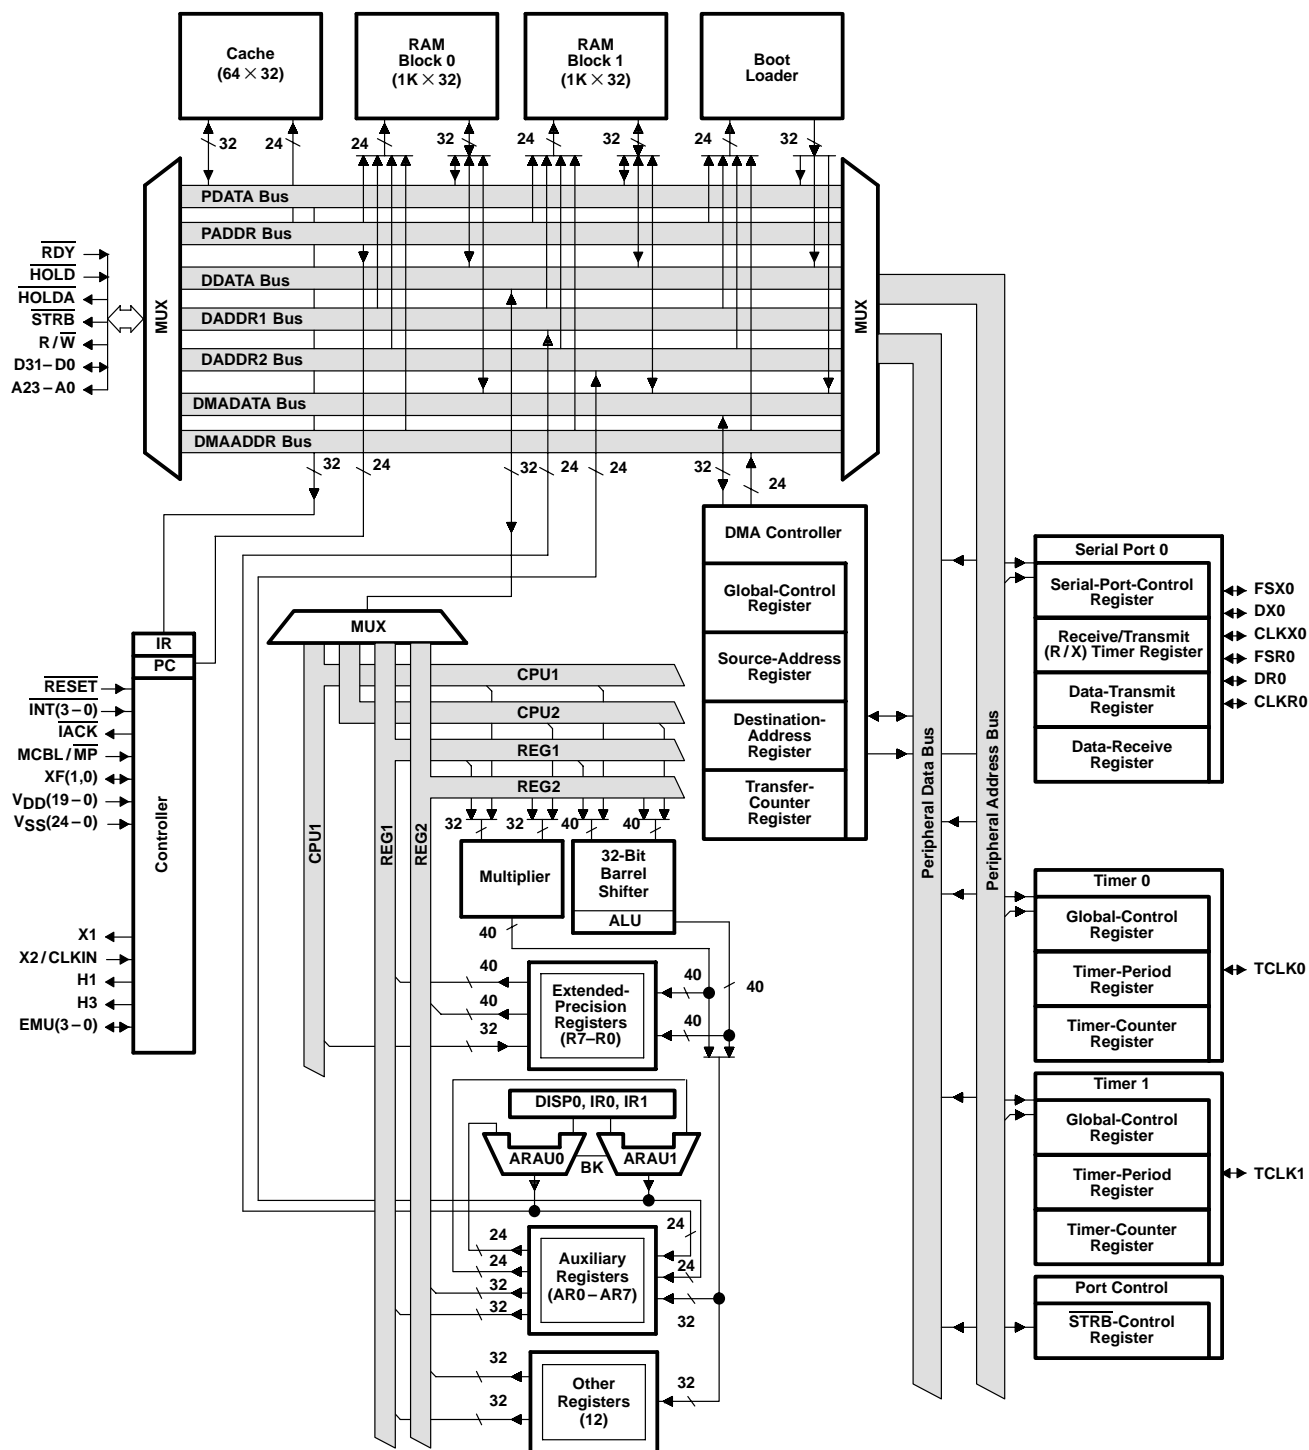 Cache
(64 × 32)
RAM
Block 0
(1K × 32)
RAM
Block 1
(1K × 32)
Boot
Loader
32
24
24
32
24
32
24
32
MUX
PDATA Bus
PADDR Bus
DDATA Bus
DADDR1 Bus
DADDR2 Bus
DMADATA Bus
DMAADDR Bus
MUX
RDY
HOLD
HOLDA
STRB
R/W
D31–D0
A23–A0
32
24
32
24
24
32
24
DMA Controller
Global-Control
Register
Source-Address
Register
Destination-
Address
Register
Transfer-
Counter
Register
Peripheral Data Bus
Peripheral Address Bus
Serial Port 0
Serial-Port-Control
Register
Receive/Transmit
(R/X) Timer Register
Data-Transmit
Register
Data-Receive
Register
FSX0
DX0
CLKX0
FSR0
DR0
CLKR0
IR
PC
Controller
RESET
INT(3–0)
IACK
MCBL/MP
XF(1,0)
VDD(19–0)
VSS(24–0)
X1
X2/CLKIN
H1
H3
EMU(3–0)
MUX
CPU1
CPU2
REG1
REG2
CPU1
REG1
REG2
32
32
40
40
Multiplier
32-Bit
Barrel
Shifter
ALU
40
40
40
32
Extended-
Precision
Registers
(R7–R0)
40
40
40
DISP0, IR0, IR1
ARAU0
BK
ARAU1
24
24
32
32
Auxiliary
Registers
(AR0–AR7)
24
24
32
32
32
Other
Registers
(12)
32
Timer 0
Global-Control
Register
Timer-Period
Register
Timer-Counter
Register
TCLK0
Timer 1
Global-Control
Register
Timer-Period
Register
Timer-Counter
Register
TCLK1
Port Control
STRB-Control
Register